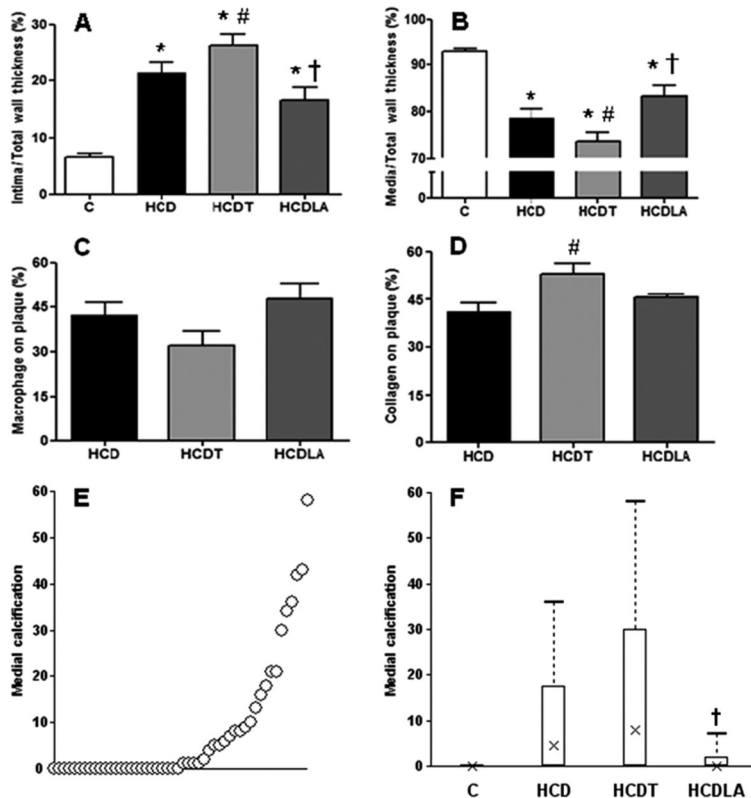 A
Intima/Total wall thickness (%)
30
20
10
0
*
* #
* †
C HCD HCDT HCDLA
B
Media/Total wall thickness (%)
100
90
80
70
0
*
* #
* †
C HCD HCDT HCDLA
C
Macrophage on plaque (%)
60
45
30
15
0
HCD HCDT HCDLA
D
Collagen on plaque (%)
60
45
30
15
0
#
HCD HCDT HCDLA
E
Medial calcification
60
50
40
30
20
10
0
F
Medial calcification
60
50
40
30
20
10
0
†
C HCD HCDT HCDLA